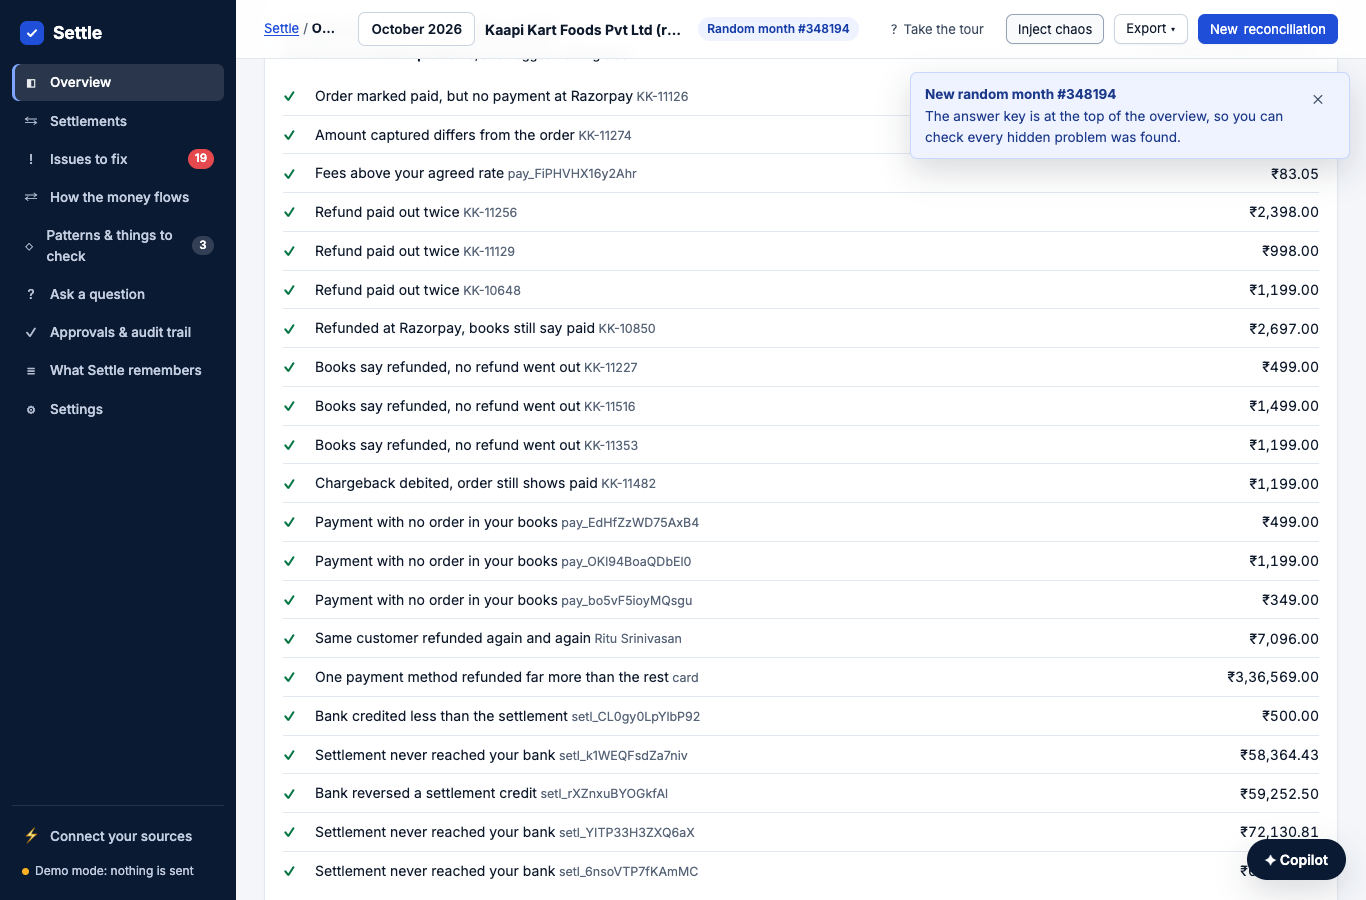 Settle
Overview
Settlements
Issues to fix 19
How the money flows
Patterns & things to check 3
Ask a question
Approvals & audit trail
What Settle remembers
Settings
Connect your sources
Demo mode: nothing is sent
Settle / O...
October 2026
Kaapi Kart Foods Pvt Ltd (r...
Random month #348194
? Take the tour
Inject chaos
Export
New reconciliation
New random month #348194
The answer key is at the top of the overview, so you can
check every hidden problem was found.
Order marked paid, but no payment at Razorpay KK-11126
Amount captured differs from the order KK-11274
Fees above your agreed rate pay_FiPHVHX16y2Ahr ₹83.05
Refund paid out twice KK-11256 ₹2,398.00
Refund paid out twice KK-11129 ₹998.00
Refund paid out twice KK-10648 ₹1,199.00
Refunded at Razorpay, books still say paid KK-10850 ₹2,697.00
Books say refunded, no refund went out KK-11227 ₹499.00
Books say refunded, no refund went out KK-11516 ₹1,499.00
Books say refunded, no refund went out KK-11353 ₹1,199.00
Chargeback debited, order still shows paid KK-11482 ₹1,199.00
Payment with no order in your books pay_EdHfZzWD75AxB4 ₹499.00
Payment with no order in your books pay_OKI94BoaQDbEI0 ₹1,199.00
Payment with no order in your books pay_bo5vF5ioyMQsgu ₹349.00
Same customer refunded again and again Ritu Srinivasan ₹7,096.00
One payment method refunded far more than the rest card ₹3,36,569.00
Bank credited less than the settlement setl_CL0gy0LpYlbP92 ₹500.00
Settlement never reached your bank setl_k1WEQFsdZa7niv ₹58,364.43
Bank reversed a settlement credit setl_rXZnxuBYOGkfAl ₹59,252.50
Settlement never reached your bank setl_YITP33H3ZXQ6aX ₹72,130.81
Settlement never reached your bank setl_6nsoVTP7fKAmMC
Copilot